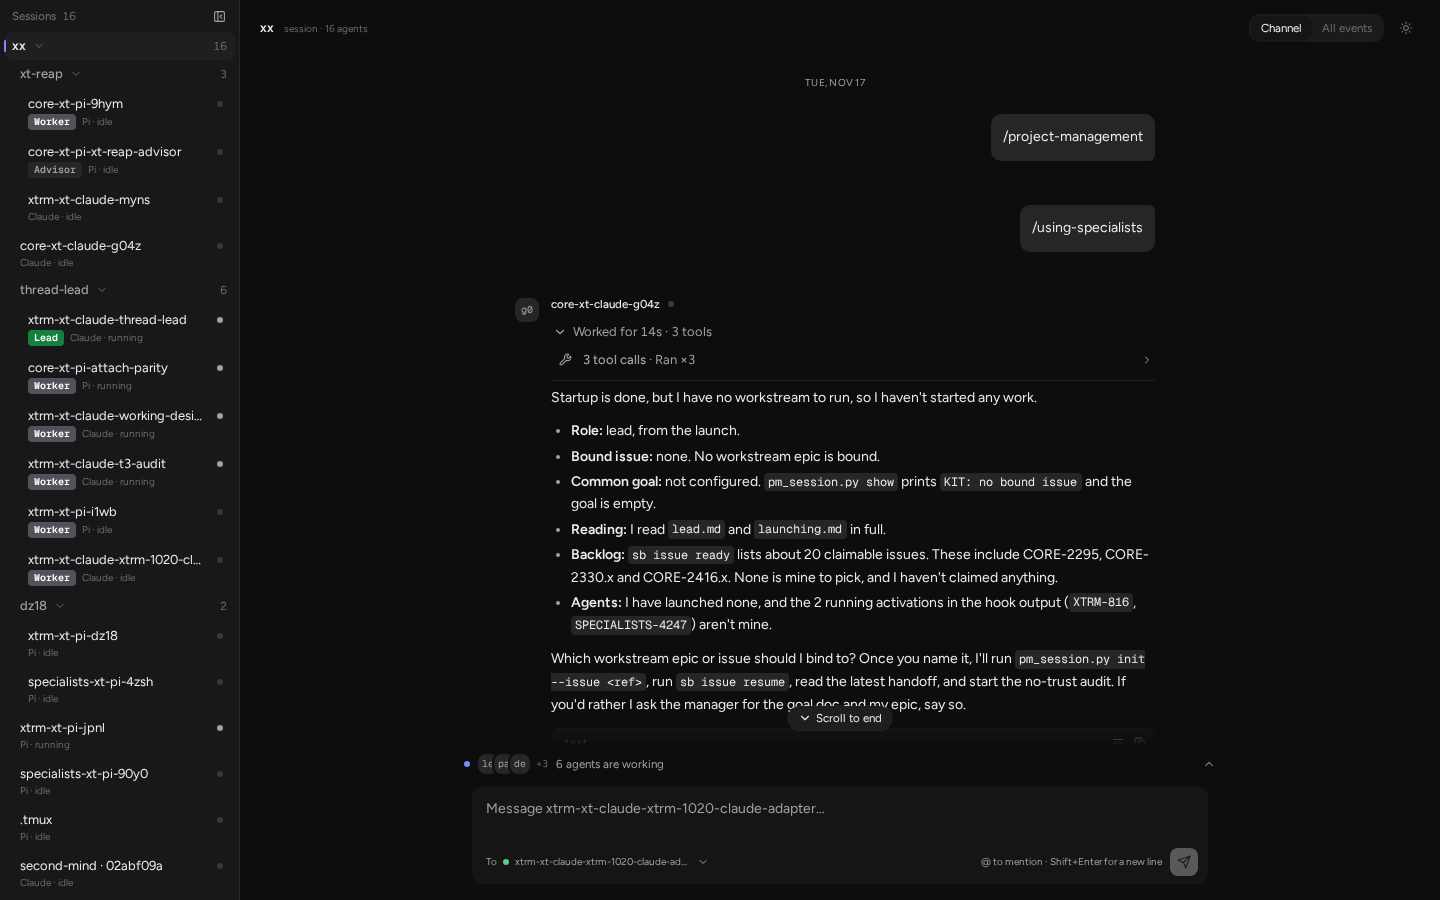 Sessions 16
xx 16
xt-reap 3
core-xt-pi-9hym
Worker Pi · idle
core-xt-pi-xt-reap-advisor
Advisor Pi · idle
xtrm-xt-claude-myns
Claude · idle
core-xt-claude-g04z
Claude · idle
thread-lead 6
xtrm-xt-claude-thread-lead
Lead Claude · running
core-xt-pi-attach-parity
Worker Pi · running
xtrm-xt-claude-working-desi...
Worker Claude · running
xtrm-xt-claude-t3-audit
Worker Claude · running
xtrm-xt-pi-i1wb
Worker Pi · idle
xtrm-xt-claude-xtrm-1020-cl...
Worker Claude · idle
dz18 2
xtrm-xt-pi-dz18
Pi · idle
specialists-xt-pi-4zsh
Pi · idle
xtrm-xt-pi-jpnl
Pi · running
specialists-xt-pi-90y0
Pi · idle
.tmux
Pi · idle
second-mind · 02abf09a
Claude · idle
xx session · 16 agents
Channel All events
TUE, NOV 17
/project-management
/using-specialists
g0 core-xt-claude-g04z
Worked for 14s · 3 tools
3 tool calls · Ran ×3
Startup is done, but I have no workstream to run, so I haven't started any work.
• Role: lead, from the launch.
• Bound issue: none. No workstream epic is bound.
• Common goal: not configured. pm_session.py show prints KIT: no bound issue and the
goal is empty.
• Reading: I read lead.md and launching.md in full.
• Backlog: sb issue ready lists about 20 claimable issues. These include CORE-2295, CORE-
2330.x and CORE-2416.x. None is mine to pick, and I haven't claimed anything.
• Agents: I have launched none, and the 2 running activations in the hook output (XTRM-816,
SPECIALISTS-4247) aren't mine.
Which workstream epic or issue should I bind to? Once you name it, I'll run pm_session.py init
--issue <ref>, run sb issue resume, read the latest handoff, and start the no-trust audit. If
you'd rather I ask the manager for the goal doc and my epic, say so.
Scroll to end
text
le pa de +3 6 agents are working
Message xtrm-xt-claude-xtrm-1020-claude-adapter...
To xtrm-xt-claude-xtrm-1020-claude-ad... @ to mention · Shift+Enter for a new line